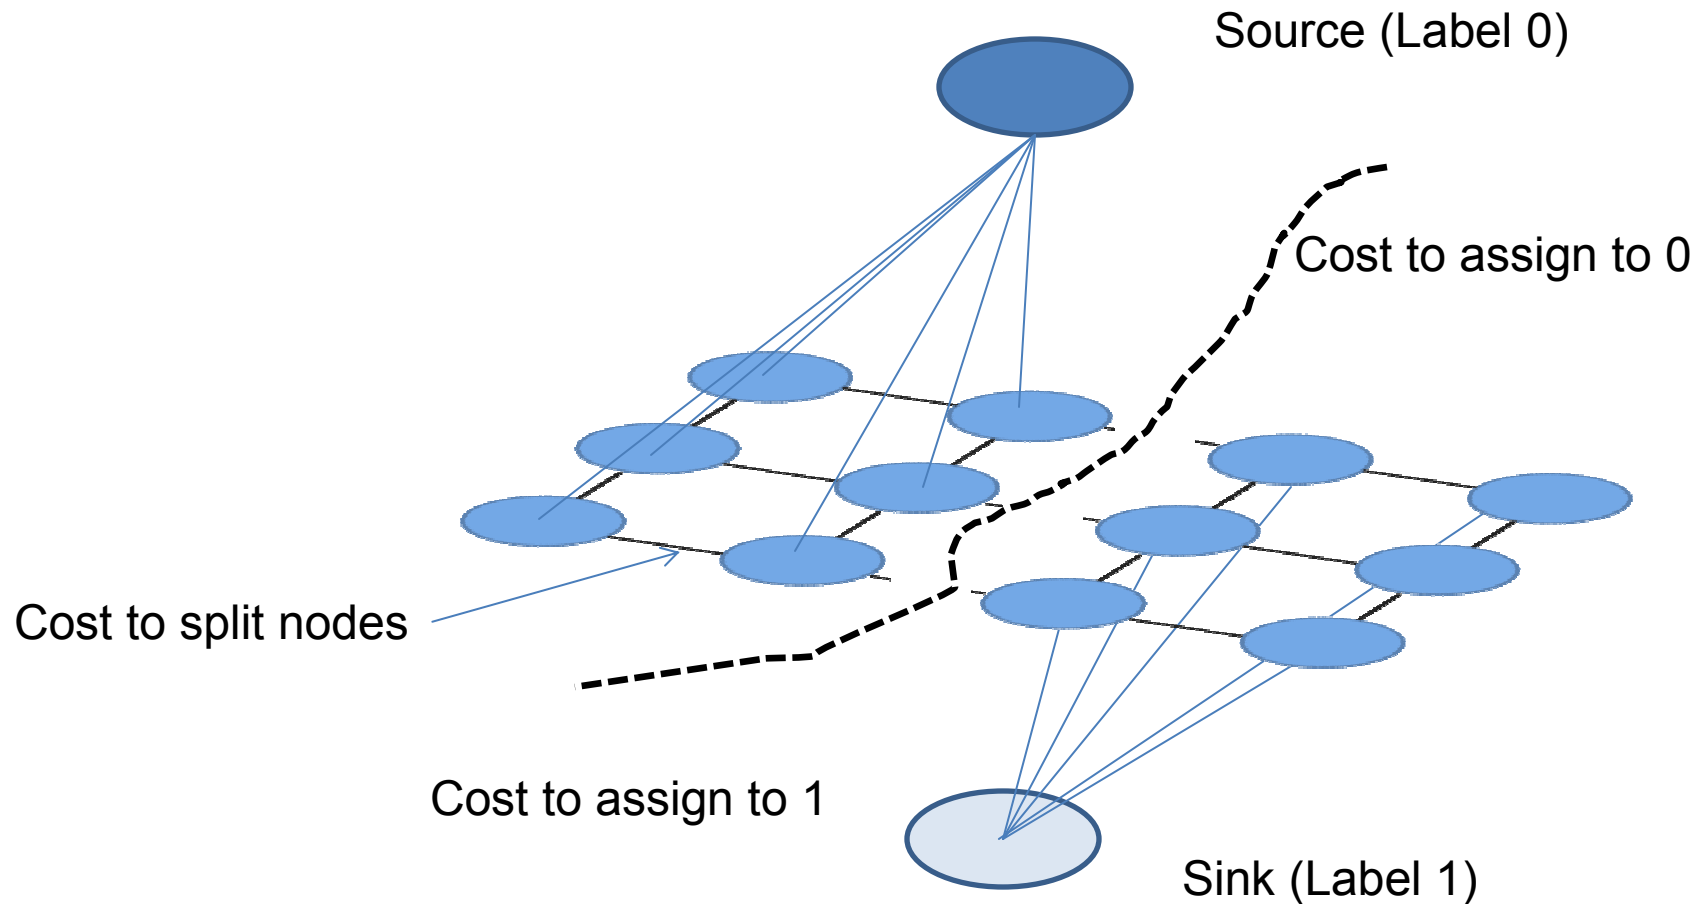 Source (Label 0)
Cost to assign to 0
Cost to split nodes
Cost to assign to 1
Sink (Label 1)